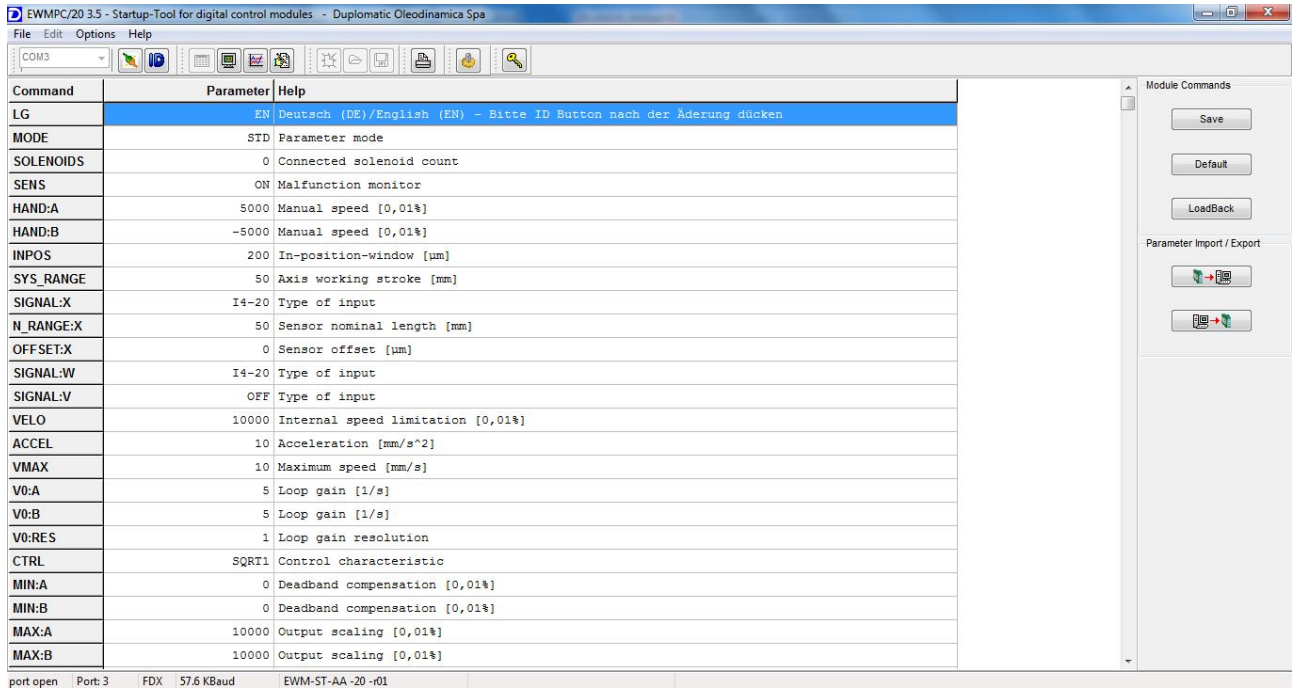 EWMPC/20 3.5 - Startup-Tool for digital control modules - Duplomatic Oleodinamica Spa
File Edit Options Help
COM3
ID
Command Parameter Help
LG EN Deutsch (DE)/English (EN) - Bitte ID Button nach der Äderung dücken
MODE STD Parameter mode
SOLENOIDS 0 Connected solenoid count
SENS ON Malfunction monitor
HAND:A 5000 Manual speed [0,01%]
HAND:B -5000 Manual speed [0,01%]
INPOS 200 In-position-window [µm]
SYS_RANGE 50 Axis working stroke [mm]
SIGNAL:X I4-20 Type of input
N_RANGE:X 50 Sensor nominal length [mm]
OFFSET:X 0 Sensor offset [µm]
SIGNAL:W I4-20 Type of input
SIGNAL:V OFF Type of input
VELO 10000 Internal speed limitation [0,01%]
ACCEL 10 Acceleration [mm/s^2]
VMAX 10 Maximum speed [mm/s]
V0:A 5 Loop gain [1/s]
V0:B 5 Loop gain [1/s]
V0:RES 1 Loop gain resolution
CTRL SQRT1 Control characteristic
MIN:A 0 Deadband compensation [0,01%]
MIN:B 0 Deadband compensation [0,01%]
MAX:A 10000 Output scaling [0,01%]
MAX:B 10000 Output scaling [0,01%]
Module Commands
Save
Default
LoadBack
Parameter Import / Export
port open Port: 3 FDX 57.6 KBaud EWM-ST-AA -20 -r01